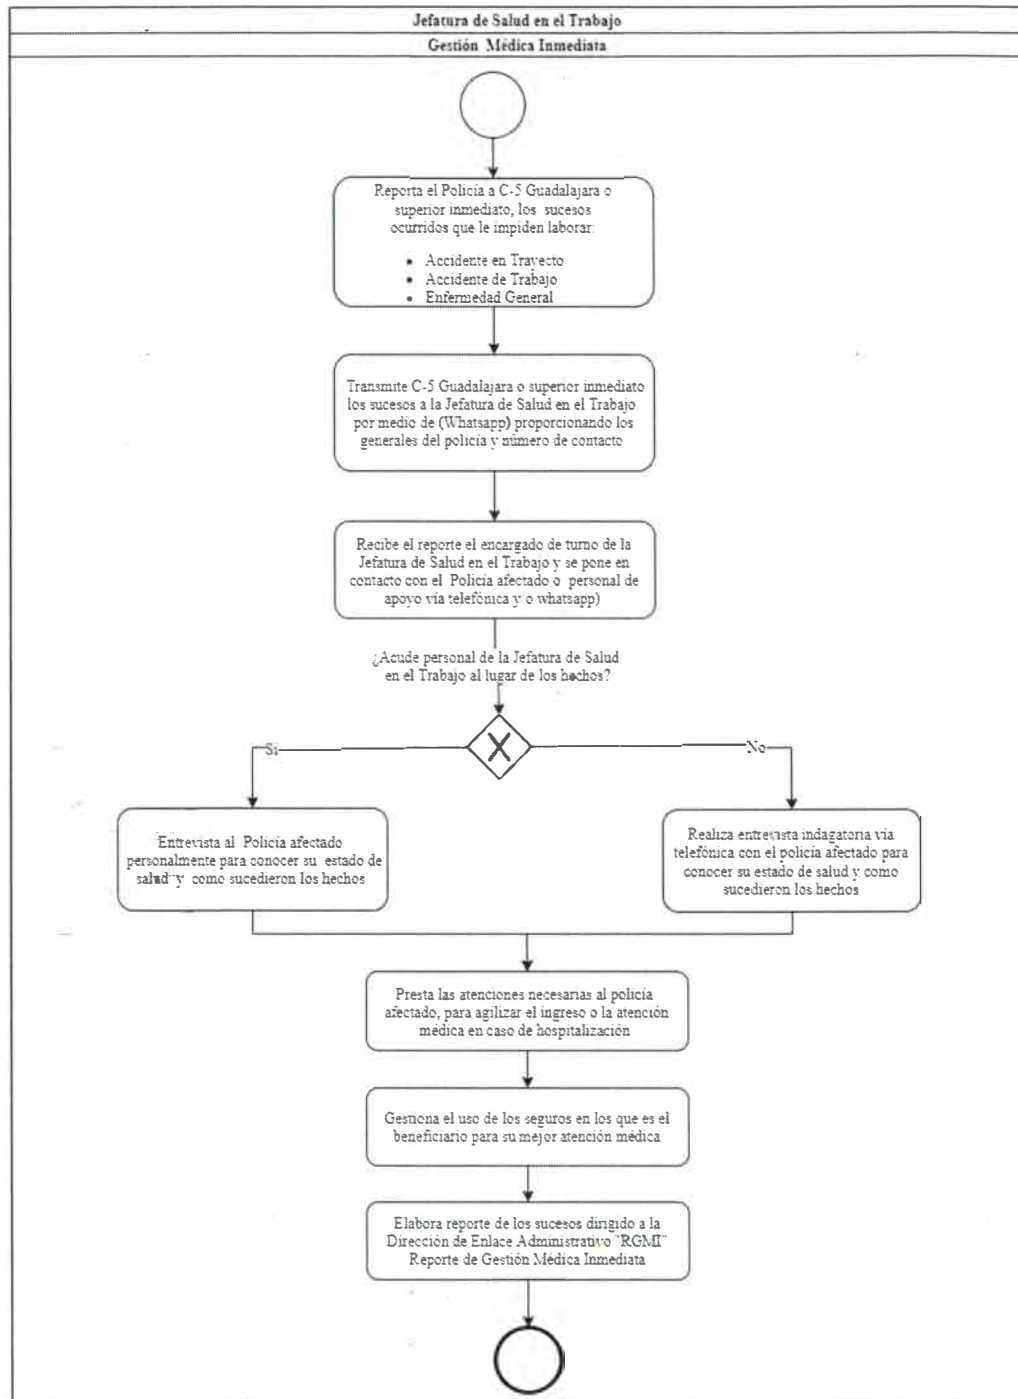 Jefatura de Salud en el Trabajo
Gestión Médica Inmediata
Reporta el Policía a C-5 Guadalajara o
superior inmediato, los sucesos
ocurridos que le impiden laborar:
• Accidente en Trayecto
• Accidente de Trabajo
• Enfermedad General
Transmite C-5 Guadalajara o superior inmediato
los sucesos a la Jefatura de Salud en el Trabajo
por medio de (Whatsapp) proporcionando los
generales del policía y número de contacto
Recibe el reporte el encargado de turno de la
Jefatura de Salud en el Trabajo y se pone en
contacto con el Policía afectado o personal de
apoyo vía telefónica y o whatsapp)
¿Acude personal de la Jefatura de Salud
en el Trabajo al lugar de los hechos?
Si
No
Entrevista al Policía afectado
personalmente para conocer su estado de
salud y como sucedieron los hechos
Realiza entrevista indagatoria vía
telefónica con el policía afectado para
conocer su estado de salud y como
sucedieron los hechos
Presta las atenciones necesarias al policía
afectado, para agilizar el ingreso o la atención
médica en caso de hospitalización
Gestiona el uso de los seguros en los que es el
beneficiario para su mejor atención médica
Elabora reporte de los sucesos dirigido a la
Dirección de Enlace Administrativo "RGMI"
Reporte de Gestión Médica Inmediata